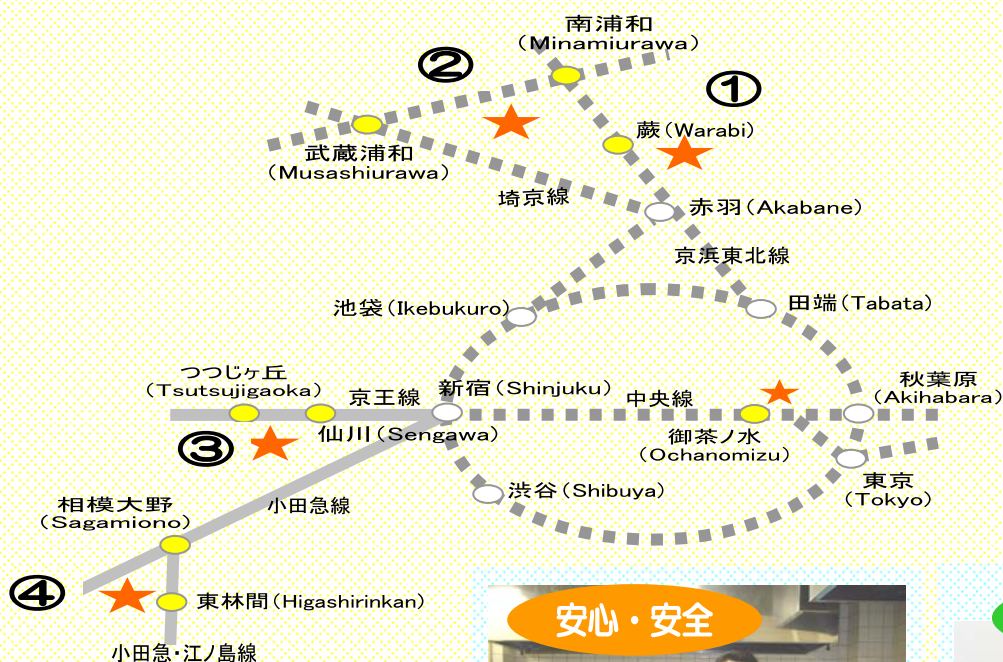 南浦和
(Minamiurawa)
②
①
蕨(Warabi)
武蔵浦和
(Musashiurawa)
埼京線
赤羽(Akabane)
京浜東北線
池袋(Ikebukuro)
田端(Tabata)
つつじヶ丘
(Tsutsujigaoka)
京王線
新宿(Shinjuku)
中央線
秋葉原
(Akihabara)
③
仙川(Sengawa)
御茶ノ水
(Ochanomizu)
東京
(Tokyo)
渋谷(Shibuya)
小田急線
相模大野
(Sagamiono)
④
東林間(Higashirinkan)
小田急・江ノ島線
安心・安全